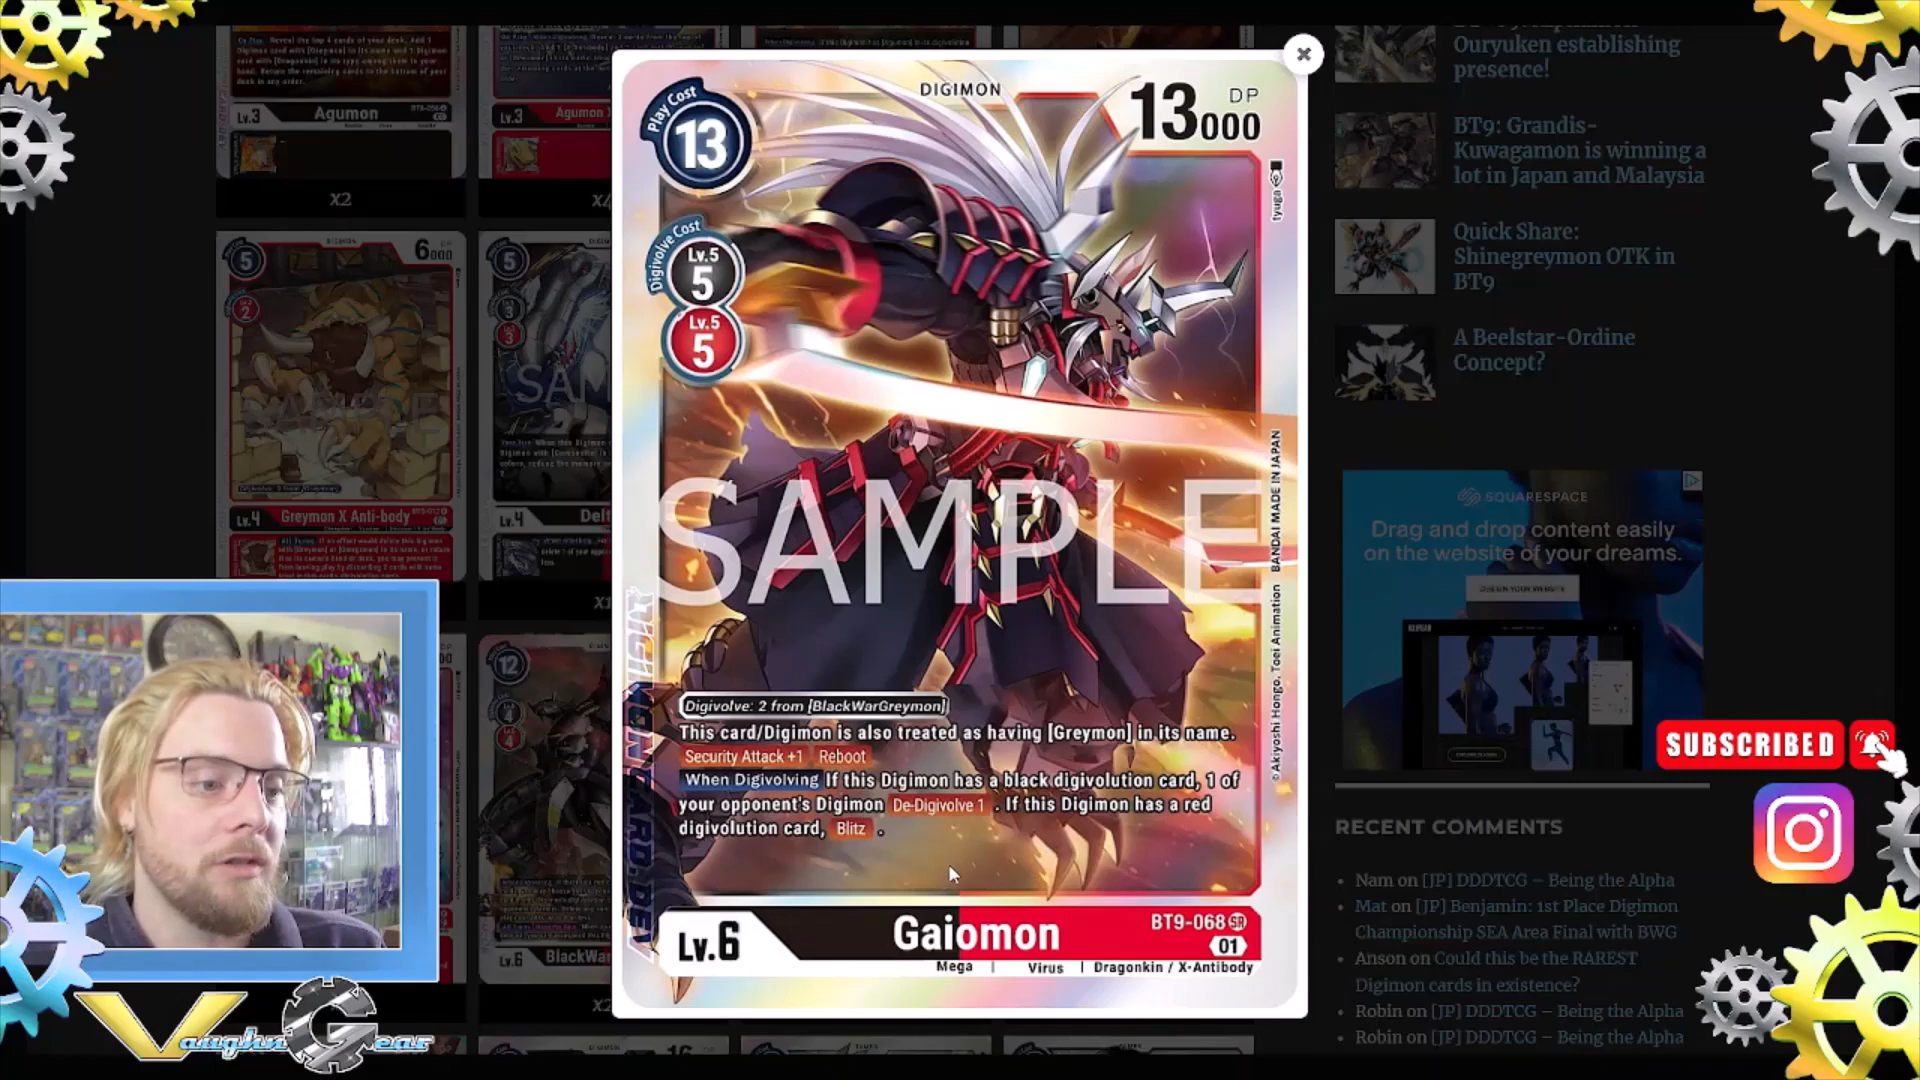 Lv.3
Agumon
x2
Lv.3
Agumon
5
6000
2
Lv.4
Greymon X Anti-body
5
Lv.4
12
Lv.6
x
×
DIGIMON
Play Cost
13
13000
DP
Digivolve Cost
Lv.5
5
Lv.5
5
tyuga
SAMPLE
©Akiyoshi Hongo, Toei Animation BANDAI MADE IN JAPAN
Digivolve: 2 from [BlackWarGreymon]
This card/Digimon is also treated as having [Greymon] in its name.
Security Attack +1 Reboot
When Digivolving If this Digimon has a black digivolution card, 1 of
your opponent's Digimon De-Digivolve 1 . If this Digimon has a red
digivolution card, Blitz .
Lv.6
Gaiomon
BT9-068 SR
01
Mega | Virus | Dragonkin / X-Antibody
Ouryuken establishing
presence!
BT9: Grandis-
Kuwagamon is winning a
lot in Japan and Malaysia
Quick Share:
Shinegreymon OTK in
BT9
A Beelstar-Ordine
Concept?
SQUARESPACE
Drag and drop content easily
on the website of your dreams.
SUBSCRIBED
RECENT COMMENTS
Nam on [JP] DDDTCG – Being the Alpha
Mat on [JP] Benjamin: 1st Place Digimon
Championship SEA Area Final with BWG
Anson on Could this be the RAREST
Digimon cards in existence?
Robin on [JP] DDDTCG – Being the Alpha
Robin on [JP] DDDTCG – Being the Alpha
Vaughn Gear